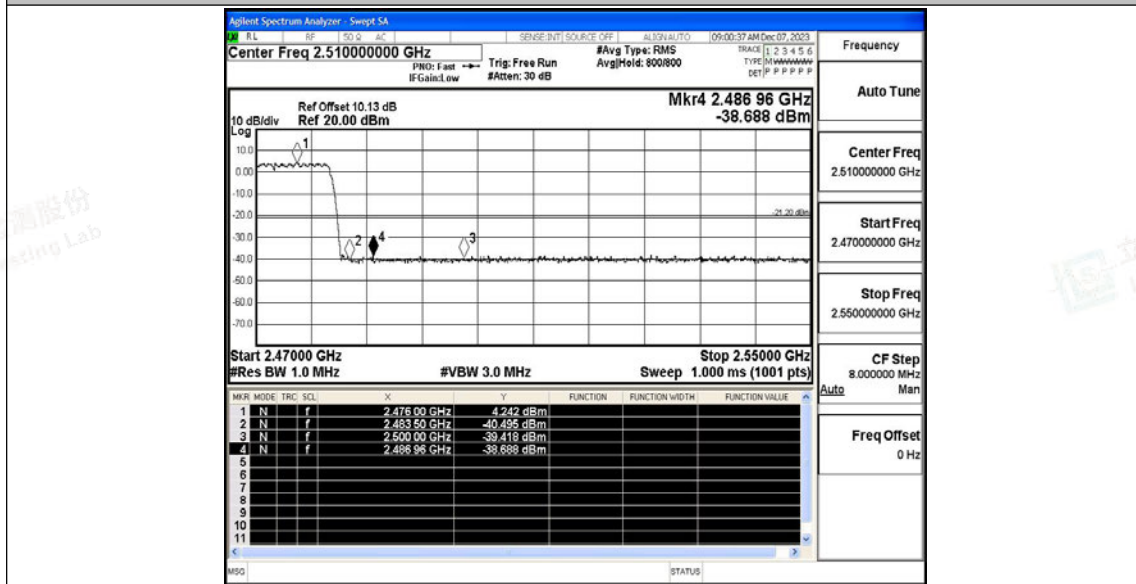 Agilent Spectrum Analyzer - Swept SA
RL RF 50 Ω AC SENSE:INT SOURCE OFF ALIGN AUTO 09:00:37 AM Dec 07, 2023
Center Freq 2.510000000 GHz
PNO: Fast
IFGain:Low
Trig: Free Run
#Atten: 30 dB
#Avg Type: RMS
Avg|Hold: 800/800
TRACE 1 2 3 4 5 6
TYPE M
DET P P P P P P
Mkr4 2.486 96 GHz
-38.688 dBm
Ref Offset 10.13 dB
10 dB/div Ref 20.00 dBm
Log
10.0
0.00
-10.0
-20.0
-30.0
-40.0
-50.0
-60.0
-70.0
1
2
4
3
-21.20 dBm
Start 2.47000 GHz Stop 2.55000 GHz
#Res BW 1.0 MHz #VBW 3.0 MHz Sweep 1.000 ms (1001 pts)
MKR MODE TRC SCL X Y FUNCTION FUNCTION WIDTH FUNCTION VALUE
1 N f 2.476 00 GHz 4.242 dBm
2 N f 2.483 50 GHz -40.495 dBm
3 N f 2.500 00 GHz -39.418 dBm
4 N f 2.486 96 GHz -38.688 dBm
5
6
7
8
9
10
11
MSG STATUS
Frequency
Auto Tune
Center Freq
2.510000000 GHz
Start Freq
2.470000000 GHz
Stop Freq
2.550000000 GHz
CF Step
8.000000 MHz
Auto Man
Freq Offset
0 Hz
测股份
sting Lab
立